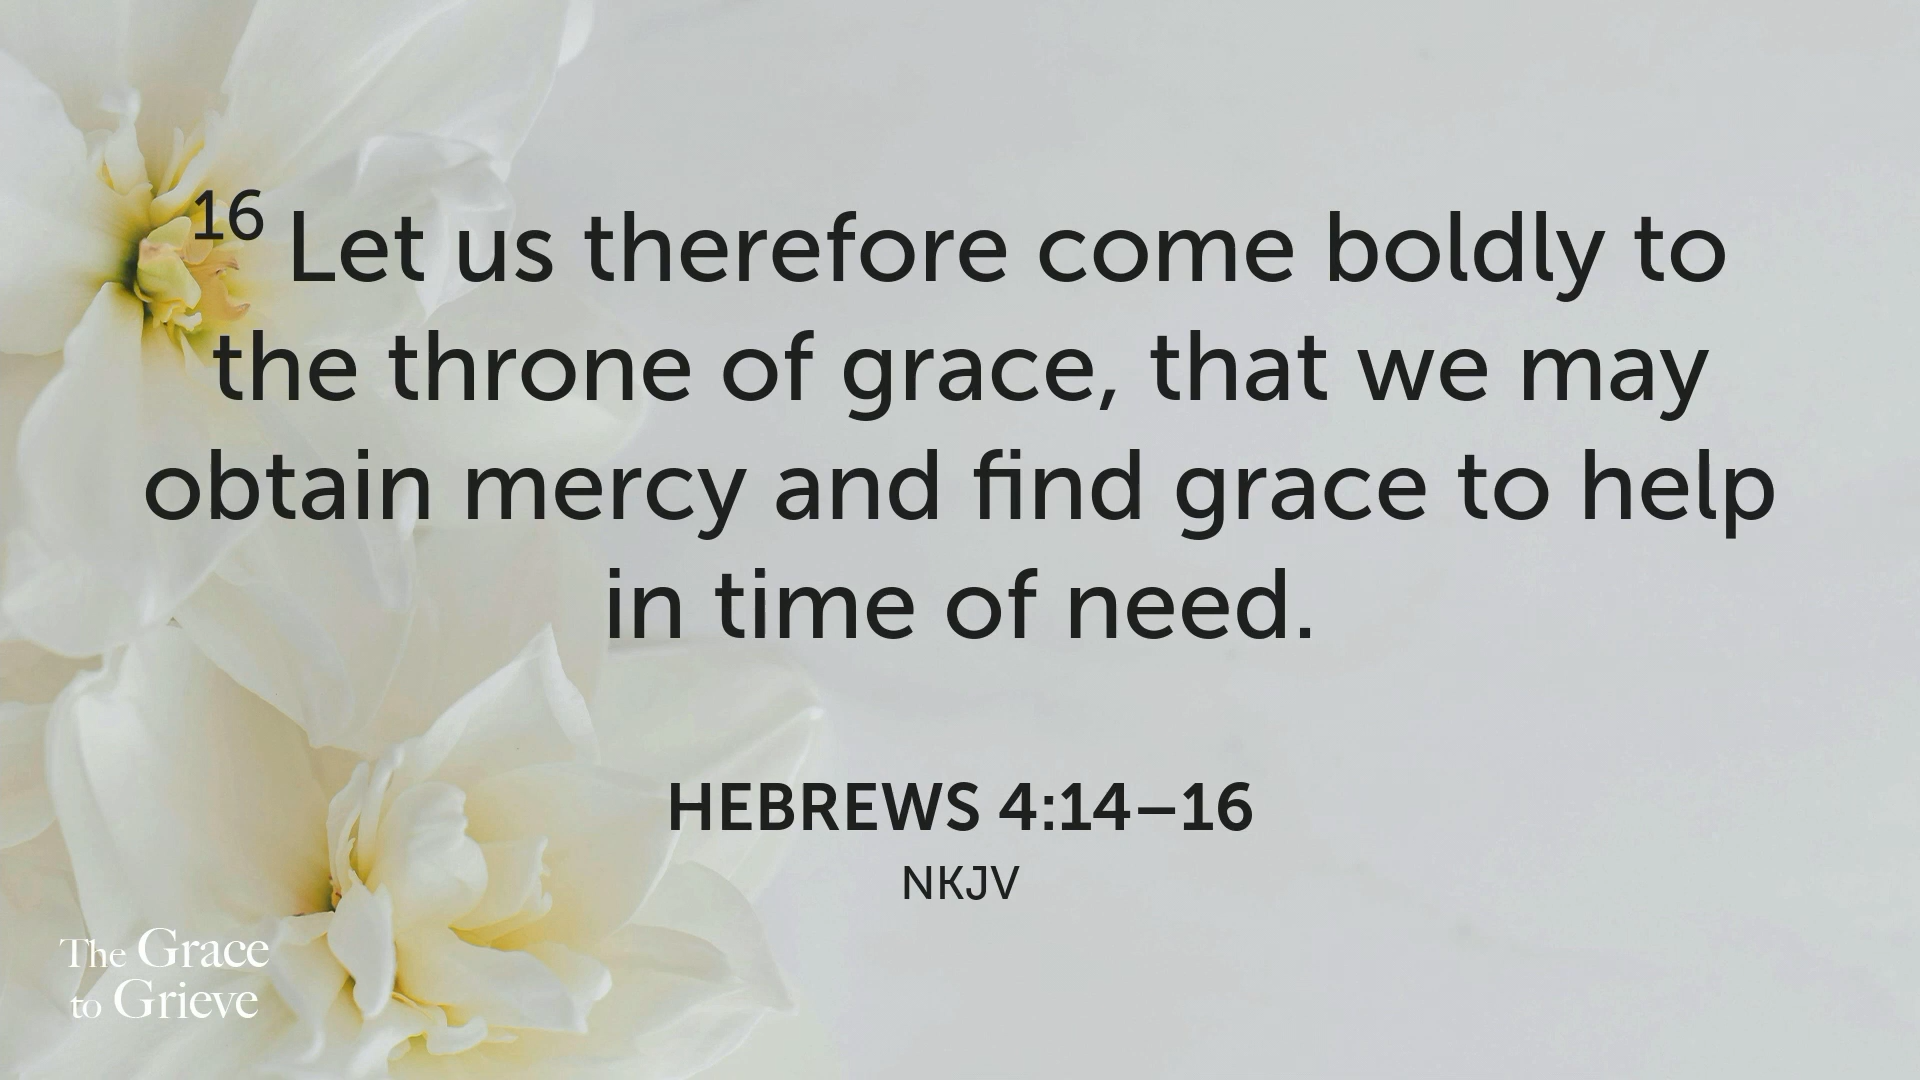 16 Let us therefore come boldly to
the throne of grace, that we may
obtain mercy and find grace to help
in time of need.
HEBREWS 4:14–16
NKJV
The Grace
to Grieve